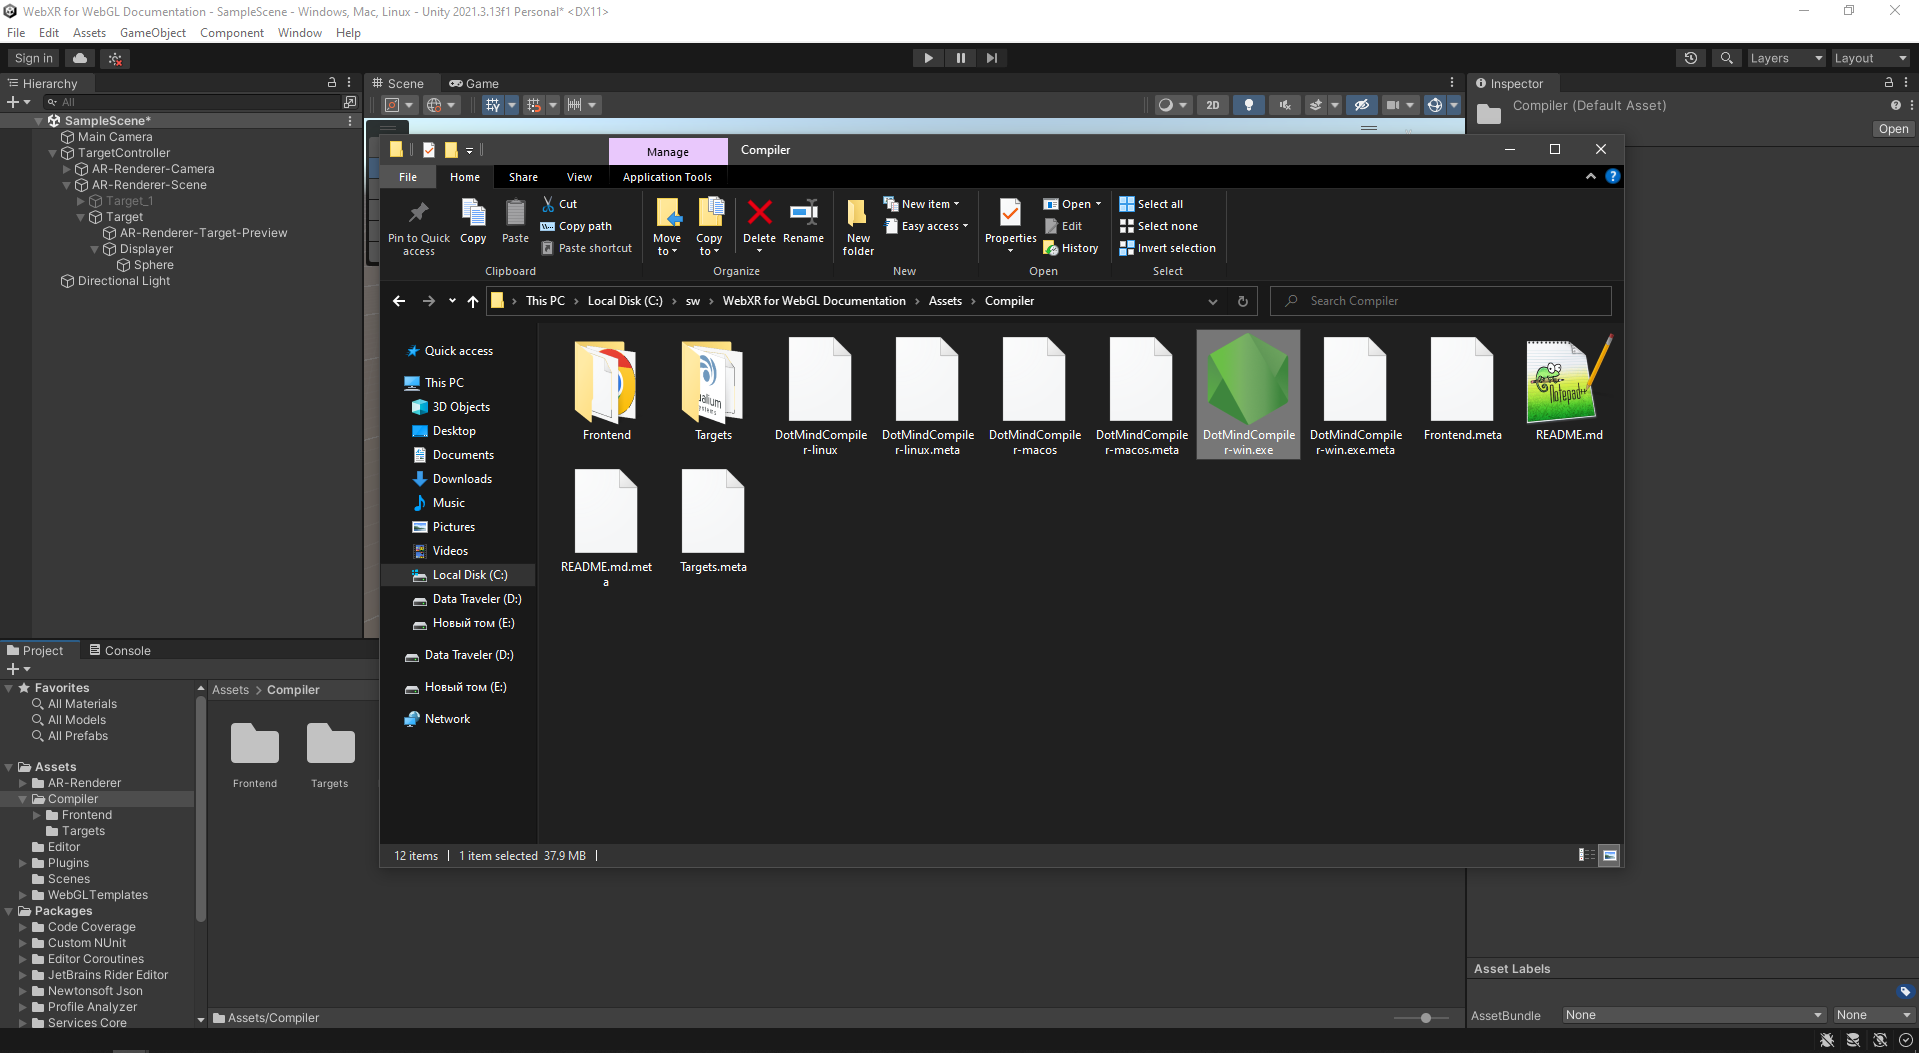 WebXR for WebGL Documentation - SampleScene - Windows, Mac, Linux - Unity 2021.3.13f1 Personal* <DX11>
File Edit Assets GameObject Component Window Help
Sign in
Layers Layout
Hierarchy
All
SampleScene*
Main Camera
TargetController
AR-Renderer-Camera
AR-Renderer-Scene
Target_1
Target
AR-Renderer-Target-Preview
Displayer
Sphere
Directional Light
Scene Game
2D
Inspector
Compiler (Default Asset)
Open
Manage Compiler
File Home Share View Application Tools
Pin to Quick access
Copy
Paste
Cut
Copy path
Paste shortcut
Clipboard
Move to
Copy to
Delete
Rename
Organize
New folder
New item
Easy access
New
Properties
Open
Edit
History
Open
Select all
Select none
Invert selection
Select
This PC > Local Disk (C:) > sw > WebXR for WebGL Documentation > Assets > Compiler
Search Compiler
Quick access
This PC
3D Objects
Desktop
Documents
Downloads
Music
Pictures
Videos
Local Disk (C:)
Data Traveler (D:)
Новый том (E:)
Data Traveler (D:)
Новый том (E:)
Network
ualium
systems
Notepad++
Frontend
Targets
DotMindCompile
r-linux
DotMindCompile
r-linux.meta
DotMindCompile
r-macos
DotMindCompile
r-macos.meta
DotMindCompile
r-win.exe
DotMindCompile
r-win.exe.meta
Frontend.meta
README.md
README.md.met
a
Targets.meta
12 items 1 item selected 37.9 MB
Project Console
Favorites
All Materials
All Models
All Prefabs
Assets
AR-Renderer
Compiler
Frontend
Targets
Editor
Plugins
Scenes
WebGLTemplates
Packages
Code Coverage
Custom NUnit
Editor Coroutines
JetBrains Rider Editor
Newtonsoft Json
Profile Analyzer
Services Core
Assets > Compiler
Frontend
Targets
Assets/Compiler
Asset Labels
AssetBundle None None